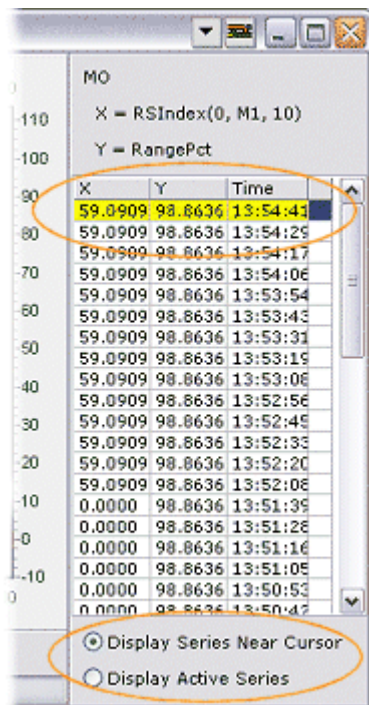 MO
X = RSIndex(0, M1, 10)
Y = RangePct
X Y Time
59.0909 98.8636 13:54:41
59.0909 98.8636 13:54:29
59.0909 98.8636 13:54:17
59.0909 98.8636 13:54:06
59.0909 98.8636 13:53:54
59.0909 98.8636 13:53:43
59.0909 98.8636 13:53:31
59.0909 98.8636 13:53:19
59.0909 98.8636 13:53:08
59.0909 98.8636 13:52:56
59.0909 98.8636 13:52:45
59.0909 98.8636 13:52:33
59.0909 98.8636 13:52:20
59.0909 98.8636 13:52:08
0.0000 98.8636 13:51:39
0.0000 98.8636 13:51:28
0.0000 98.8636 13:51:16
0.0000 98.8636 13:51:05
0.0000 98.8636 13:50:53
0.0000 98.8636 13:50:42
Display Series Near Cursor
Display Active Series
-110
-100
-90
-80
-70
-60
-50
-40
-30
-20
-10
-0
-10